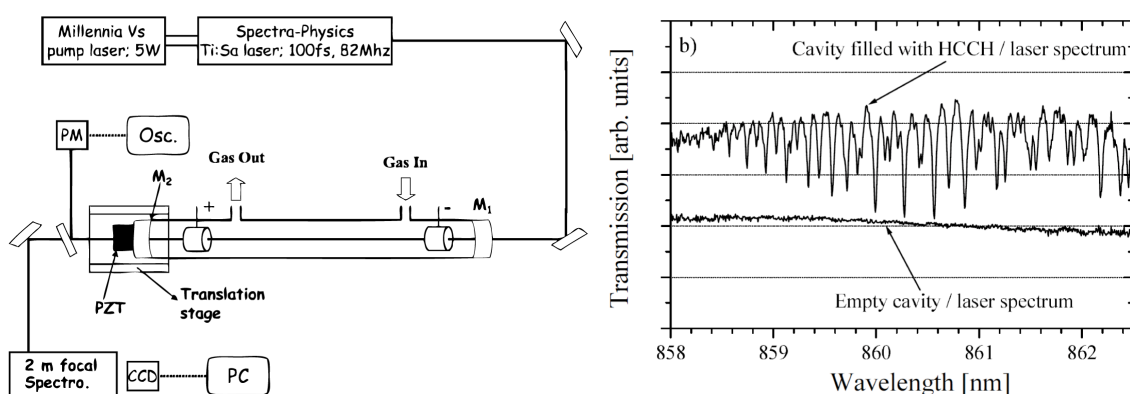 Millennia Vs
pump laser; 5W
Spectra-Physics
Ti:Sa laser; 100fs, 82Mhz
PM
Osc.
Gas Out
Gas In
M2
M1
+
-
PZT
Translation
stage
2 m focal
Spectro.
CCD
PC
b)
Cavity filled with HCCH / laser spectrum
Transmission [arb. units]
Empty cavity / laser spectrum
858
859
860
861
862
Wavelength [nm]